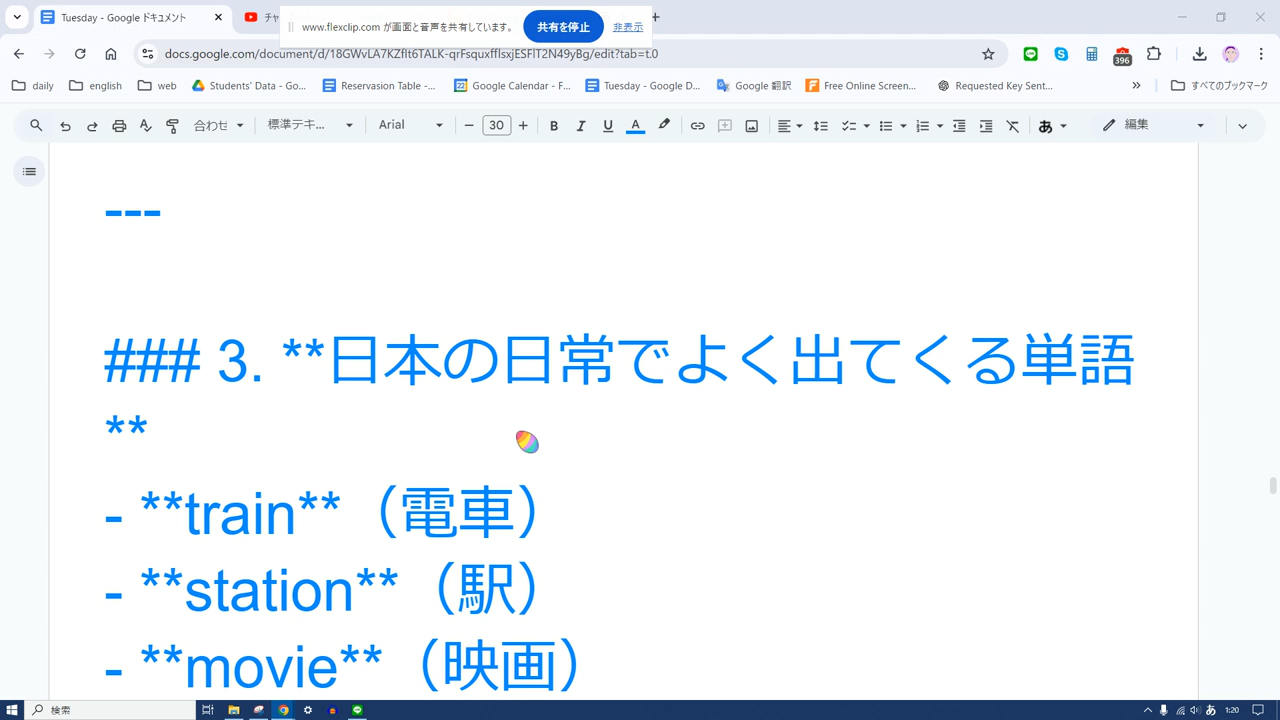 Tuesday - Google ドキュメント
www.flexclip.com が画面と音声を共有しています。
共有を停止
非表示
docs.google.com/document/d/18GWvLA7KZflt6TALK-qrFsquxfflsxjESFlT2N49yBg/edit?tab=t.0
396
daily
english
web
Students' Data - Go...
Reservasion Table -...
Google Calendar - F...
Tuesday - Google D...
Google 翻訳
Free Online Screen...
Requested Key Sent...
すべてのブックマーク
合わせ
標準テキ...
Arial
30
編集
---
### 3. **日本の日常でよく出てくる単語
**
- **train**（電車）
- **station**（駅）
- **movie**（映画）
検索
あ 1:20